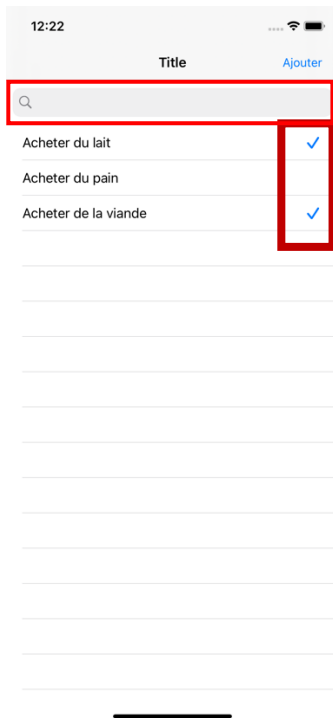 12:22
Title
Ajouter
Acheter du lait
Acheter du pain
Acheter de la viande